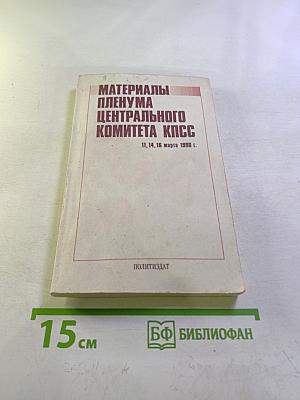 МАТЕРИАЛЫ
ПЛЕНУМА
ЦЕНТРАЛЬНОГО
КОМИТЕТА КПСС
11, 14, 16 марта 1990 г.
ПОЛИТИЗДАТ
15 см
БФ БИБЛИОФАН